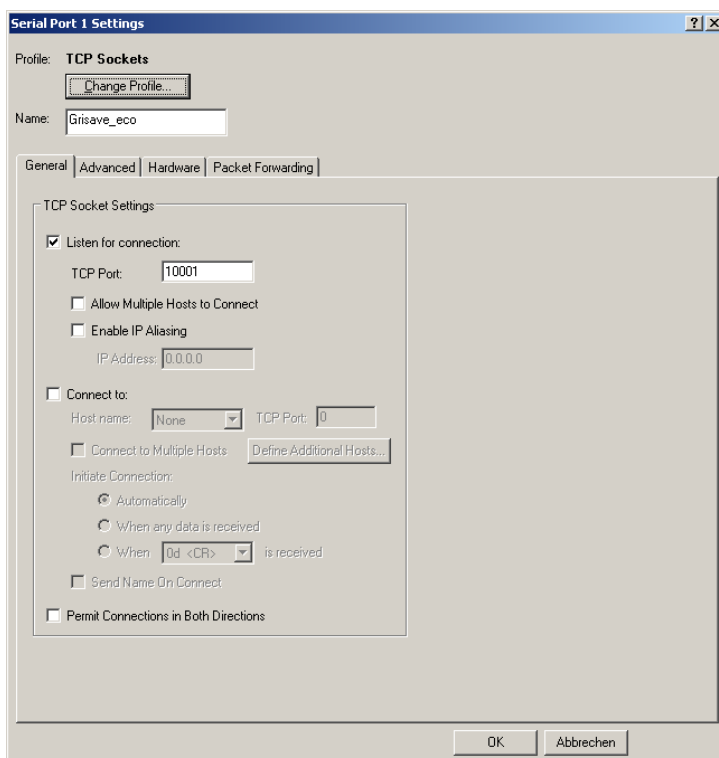 Serial Port 1 Settings
Profile: TCP Sockets
Change Profile...
Name: Grisave_eco
General Advanced Hardware Packet Forwarding
TCP Socket Settings
Listen for connection:
TCP Port: 10001
Allow Multiple Hosts to Connect
Enable IP Aliasing
IP Address: 0.0.0.0
Connect to:
Host name: None TCP Port: 0
Connect to Multiple Hosts Define Additional Hosts...
Initiate Connection:
Automatically
When any data is received
When 0d <CR> is received
Send Name On Connect
Permit Connections in Both Directions
OK Abbrechen